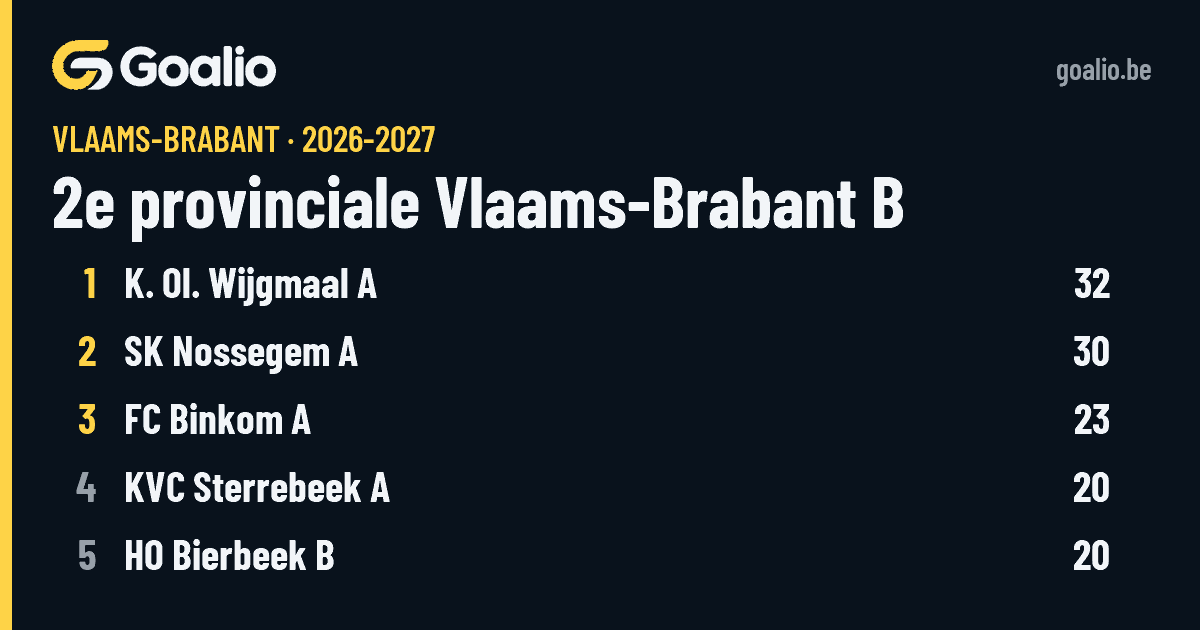 Goalio
goalio.be
VLAAMS-BRABANT · 2026-2027
2e provinciale Vlaams-Brabant B
1 K. Ol. Wijgmaal A 32
2 SK Nossegem A 30
3 FC Binkom A 23
4 KVC Sterrebeek A 20
5 HO Bierbeek B 20